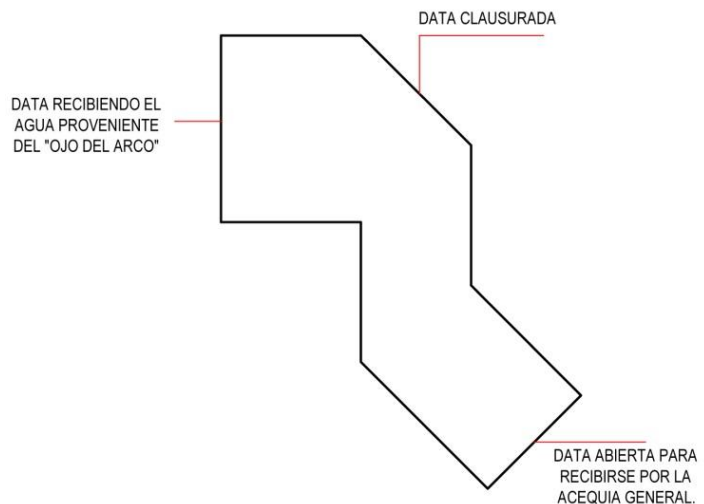 DATA CLAUSURADA
DATA RECIBIENDO EL
AGUA PROVENIENTE
DEL "OJO DEL ARCO"
DATA ABIERTA PARA
RECIBIRSE POR LA
ACEQUIA GENERAL.